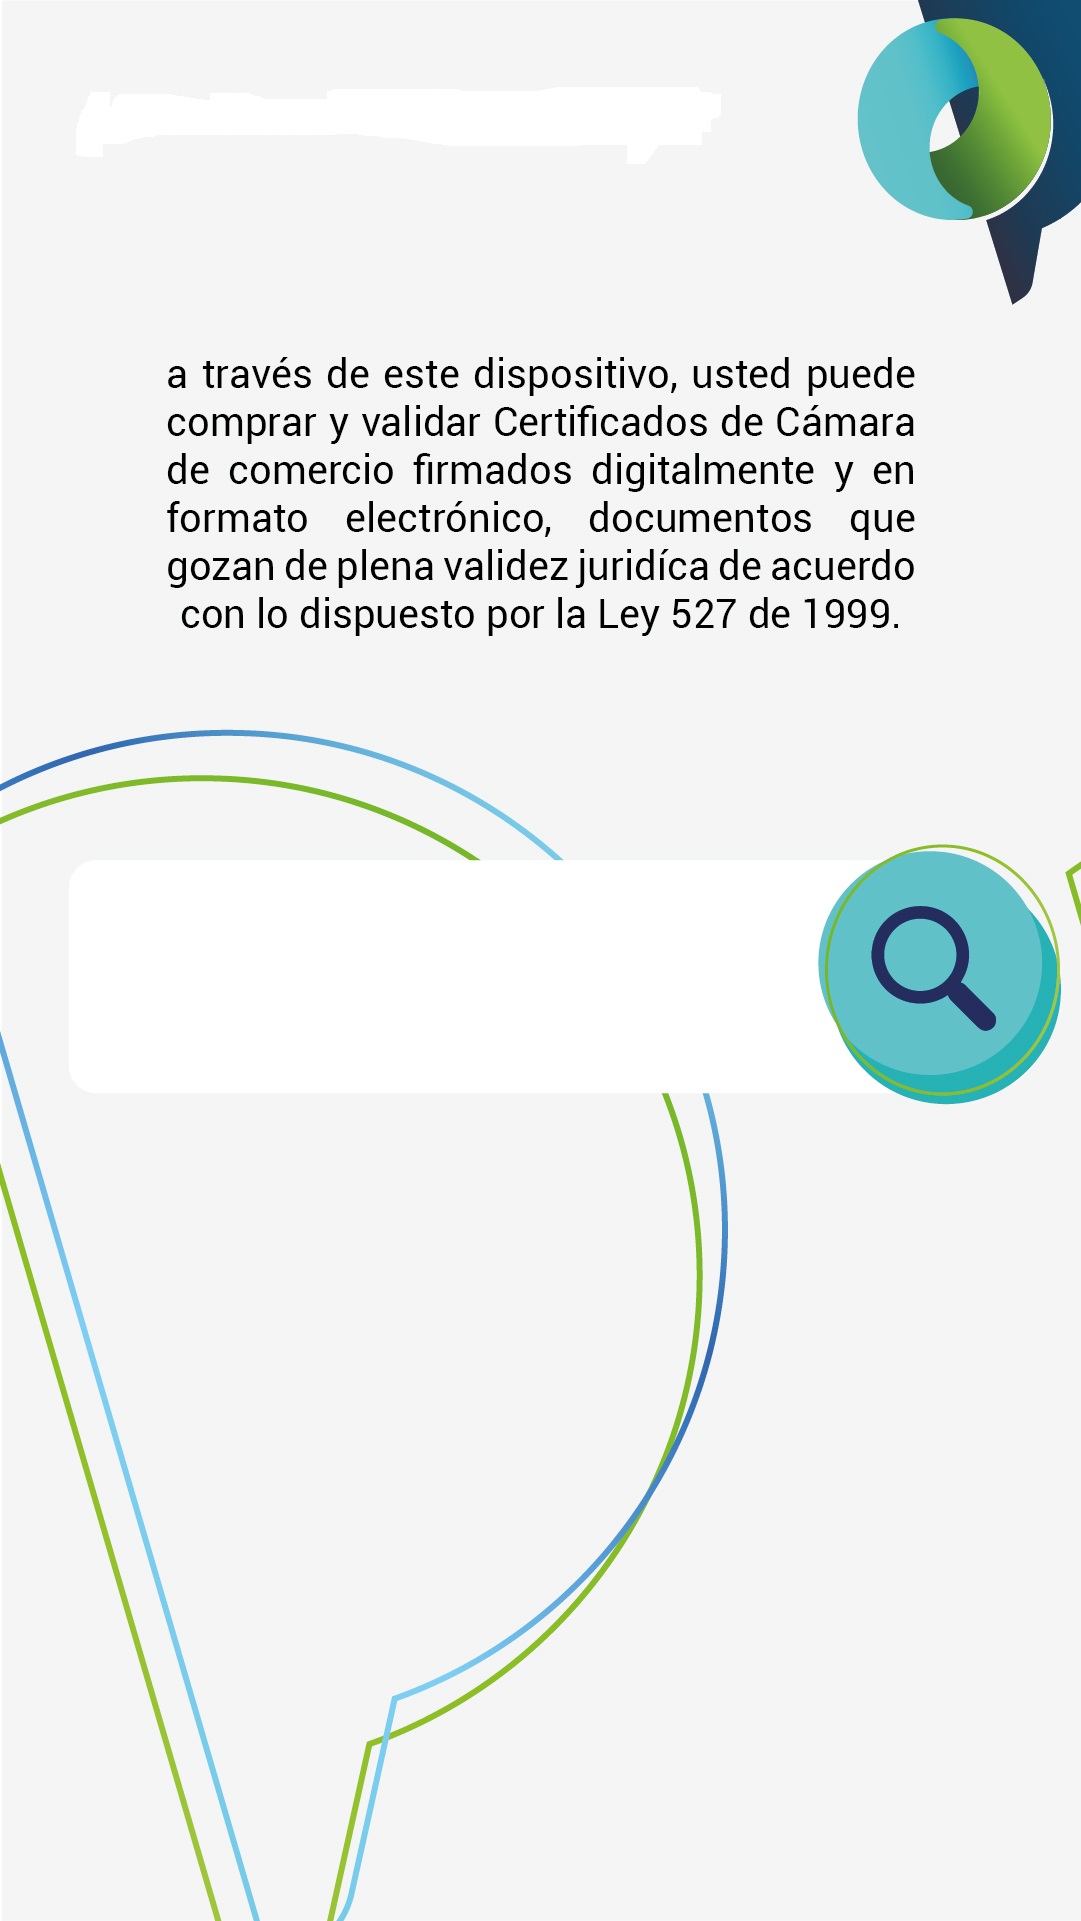 a través de este dispositivo, usted puede
comprar y validar Certificados de Cámara
de comercio firmados digitalmente y en
formato electrónico, documentos que
gozan de plena validez juridíca de acuerdo
con lo dispuesto por la Ley 527 de 1999.